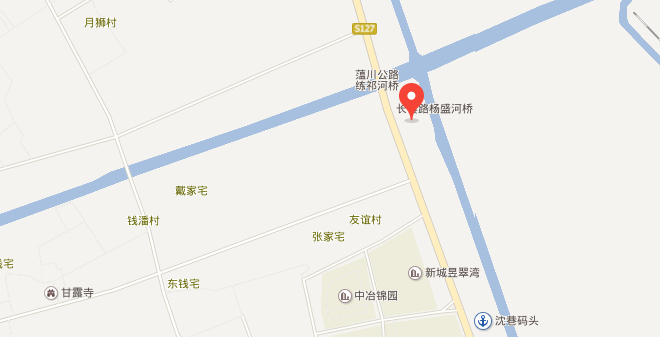 月狮村
S127
蕰川公路
练祁河桥
路杨盛河桥
戴家宅
钱潘村
友谊村
张家宅
宅
甘露寺
东钱宅
新城昱翠湾
中冶锦园
沈巷码头